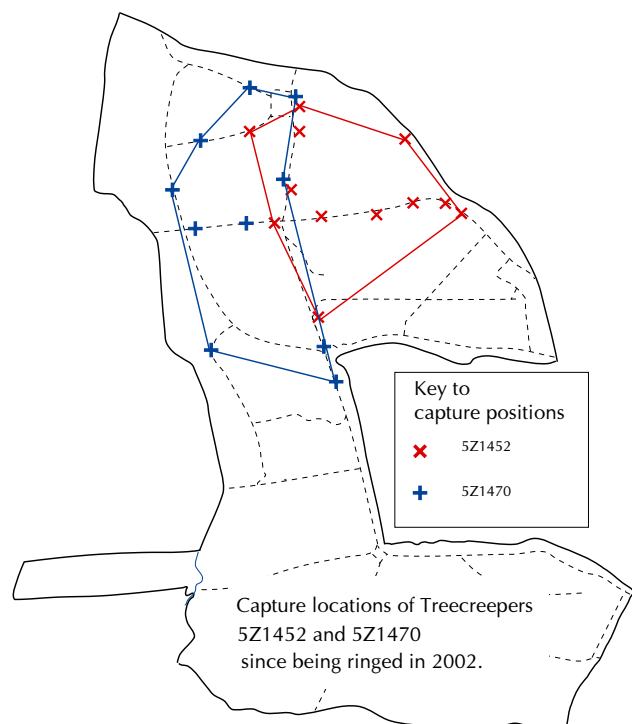 Key to
capture positions
5Z1452
5Z1470
Capture locations of Treecreepers
5Z1452 and 5Z1470
since being ringed in 2002.